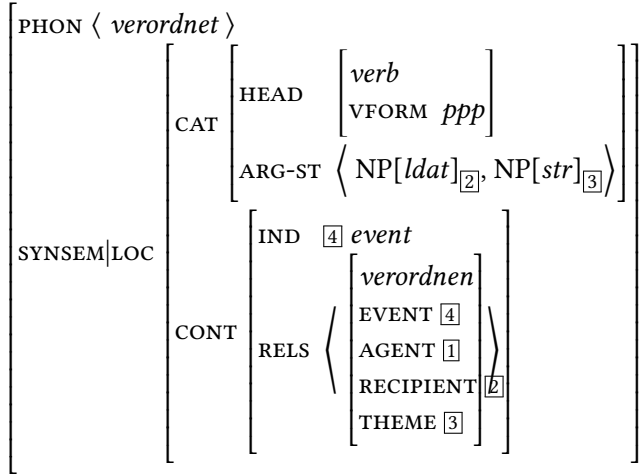 PHON ⟨ verordnet ⟩
SYNSEM|LOC
CAT
HEAD
verb
VFORM ppp
ARG-ST ⟨ NP[ldat]2, NP[str]3 ⟩
CONT
IND 4 event
RELS
verordnen
EVENT 4
AGENT 1
RECIPIENT 2
THEME 3